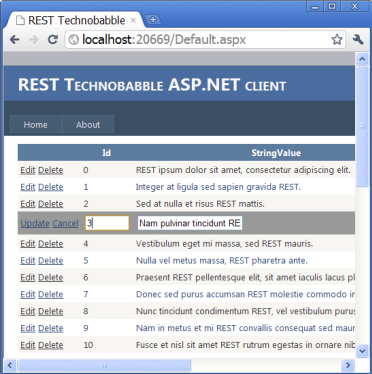 REST Technobabble
localhost:20669/Default.aspx
REST TECHNOBABBLE ASP.NET CLIENT
Home About
Id StringValue
Edit Delete 0 REST ipsum dolor sit amet, consectetur adipiscing elit.
Edit Delete 1 Integer at ligula sed sapien gravida REST.
Edit Delete 2 Sed at nulla et risus REST mattis.
Update Cancel 3 Nam pulvinar tincidunt RE
Edit Delete 4 Vestibulum eget mi massa, sed REST mauris.
Edit Delete 5 Nulla vel metus massa, REST pharetra ante.
Edit Delete 6 Praesent REST pellentesque elit, sit amet iaculis lacus pl
Edit Delete 7 Donec sed purus accumsan REST molestie commodo in
Edit Delete 8 Nunc tincidunt condimentum REST, vel vestibulum purus
Edit Delete 9 Nam in metus et mi REST convallis consequat sed maur
Edit Delete 10 Fusce et nisl sit amet REST rutrum egestas in ornare nib